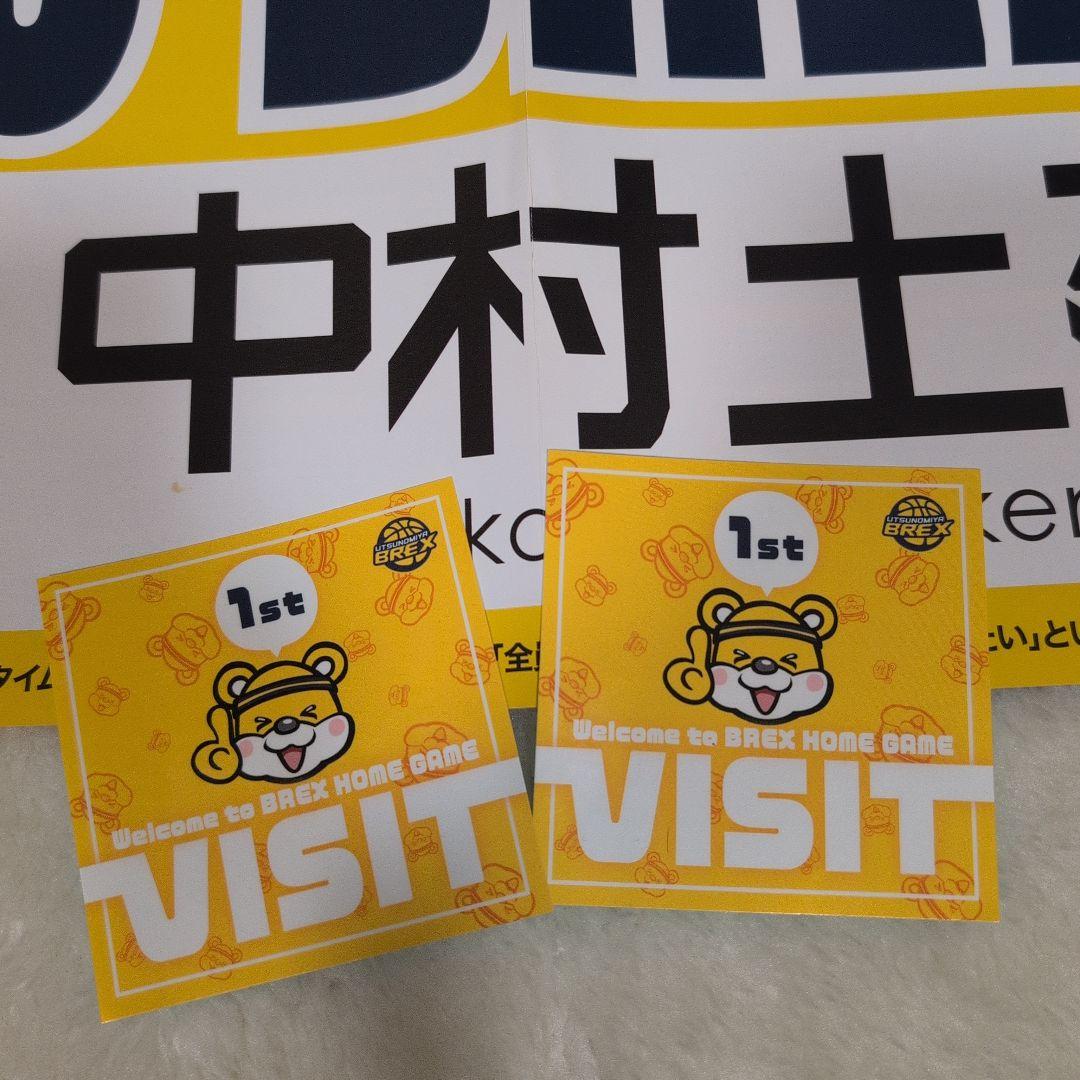 中村土
ko
ker
タイム
「全
たい」とい
1st
UTSUNOMIYA
BREX
Welcome to BREX HOME GAME
VISIT
1st
UTSUNOMIYA
BREX
Welcome to BREX HOME GAME
VISIT